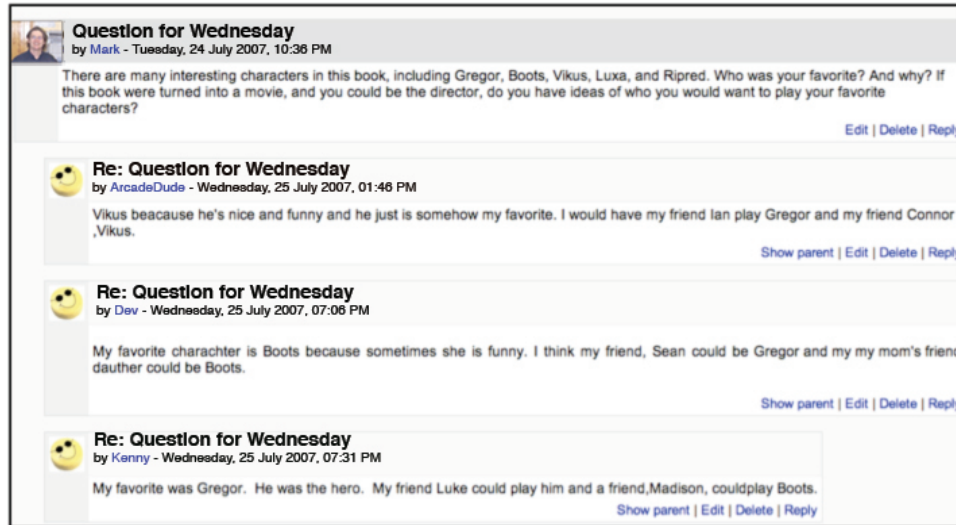 Question for Wednesday
by Mark - Tuesday, 24 July 2007, 10:36 PM
There are many interesting characters in this book, including Gregor, Boots, Vikus, Luxa, and Ripred. Who was your favorite? And why? If
this book were turned into a movie, and you could be the director, do you have ideas of who you would want to play your favorite
characters?
Edit | Delete | Reply
Re: Question for Wednesday
by ArcadeDude - Wednesday, 25 July 2007, 01:46 PM
Vikus beacause he's nice and funny and he just is somehow my favorite. I would have my friend Ian play Gregor and my friend Connor
,Vikus.
Show parent | Edit | Delete | Reply
Re: Question for Wednesday
by Dev - Wednesday, 25 July 2007, 07:06 PM
My favorite charachter is Boots because sometimes she is funny. I think my friend, Sean could be Gregor and my my mom's friend
dauther could be Boots.
Show parent | Edit | Delete | Reply
Re: Question for Wednesday
by Kenny - Wednesday, 25 July 2007, 07:31 PM
My favorite was Gregor. He was the hero. My friend Luke could play him and a friend,Madison, couldplay Boots.
Show parent | Edit | Delete | Reply